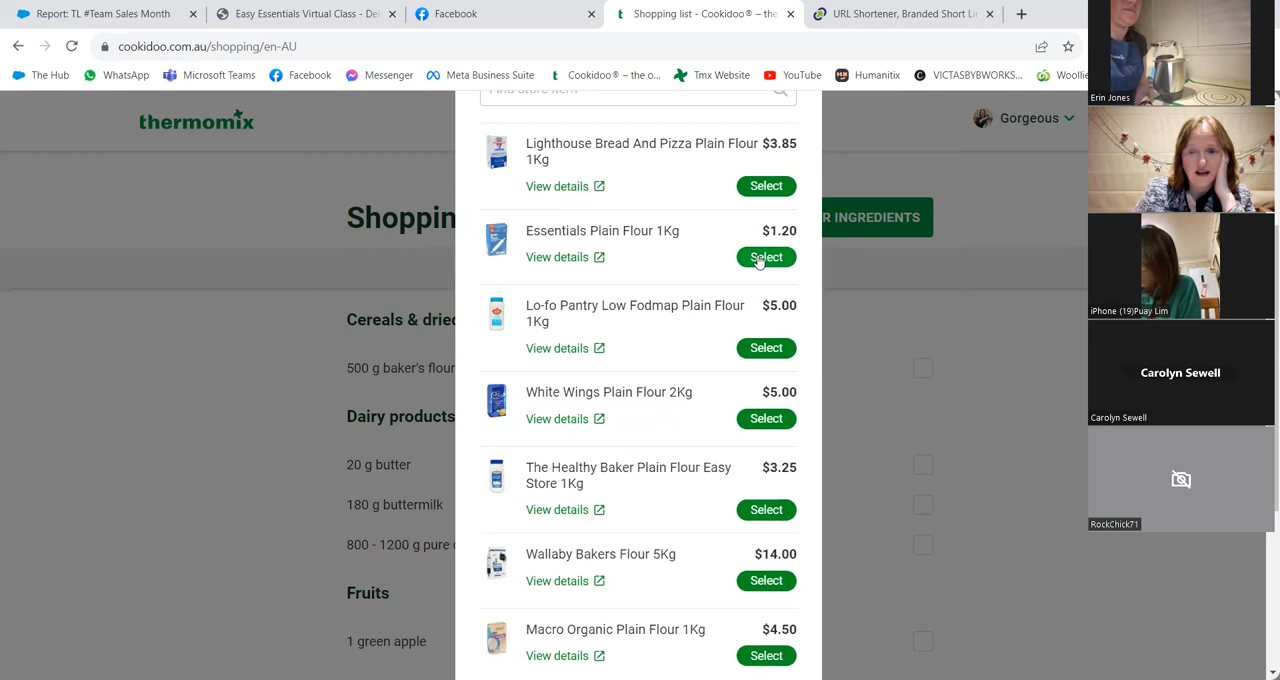 Report: TL #Team Sales Month
Easy Essentials Virtual Class - Del
Facebook
Shopping list - Cookidoo® – the
URL Shortener, Branded Short Lin
cookidoo.com.au/shopping/en-AU
The Hub
WhatsApp
Microsoft Teams
Facebook
Messenger
Meta Business Suite
Cookidoo® – the o...
Tmx Website
YouTube
Humanitix
VICTASBYBWORKS...
Woolie
thermomix
Gorgeous
Shoppin
R INGREDIENTS
Find store item
Lighthouse Bread And Pizza Plain Flour $3.85
1Kg
View details
Select
Essentials Plain Flour 1Kg $1.20
View details
Select
Lo-fo Pantry Low Fodmap Plain Flour $5.00
1Kg
View details
Select
White Wings Plain Flour 2Kg $5.00
View details
Select
The Healthy Baker Plain Flour Easy $3.25
Store 1Kg
View details
Select
Wallaby Bakers Flour 5Kg $14.00
View details
Select
Macro Organic Plain Flour 1Kg $4.50
View details
Select
Cereals & dried
500 g baker's flour
Dairy products
20 g butter
180 g buttermilk
800 - 1200 g pure c
Fruits
1 green apple
Erin Jones
iPhone (19)Puay Lim
Carolyn Sewell
Carolyn Sewell
RockChick71